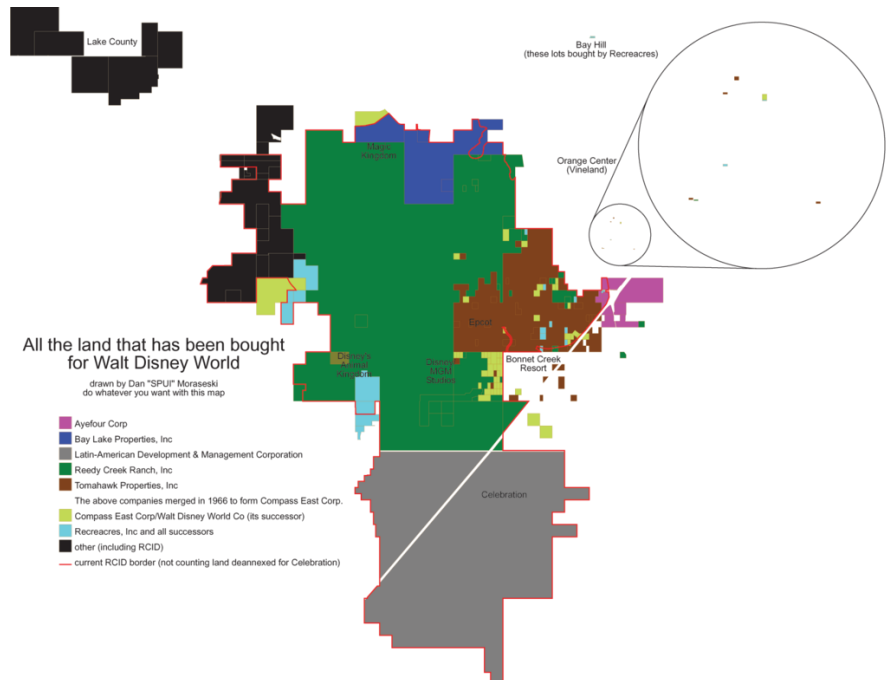 Lake County
Bay Hill
(these lots bought by Recreacres)
Magic
Kingdom
Orange Center
(Vineland)
Epcot
All the land that has been bought
for Walt Disney World
drawn by Dan "SPUI" Moraseski
do whatever you want with this map
Disney's
Animal
Kingdom
Disney-
MGM
Studios
Bonnet Creek
Resort
Ayefour Corp
Bay Lake Properties, Inc
Latin-American Development & Management Corporation
Reedy Creek Ranch, Inc
Tomahawk Properties, Inc
The above companies merged in 1966 to form Compass East Corp.
Compass East Corp/Walt Disney World Co (its successor)
Recreacres, Inc and all successors
other (including RCID)
current RCID border (not counting land deannexed for Celebration)
Celebration